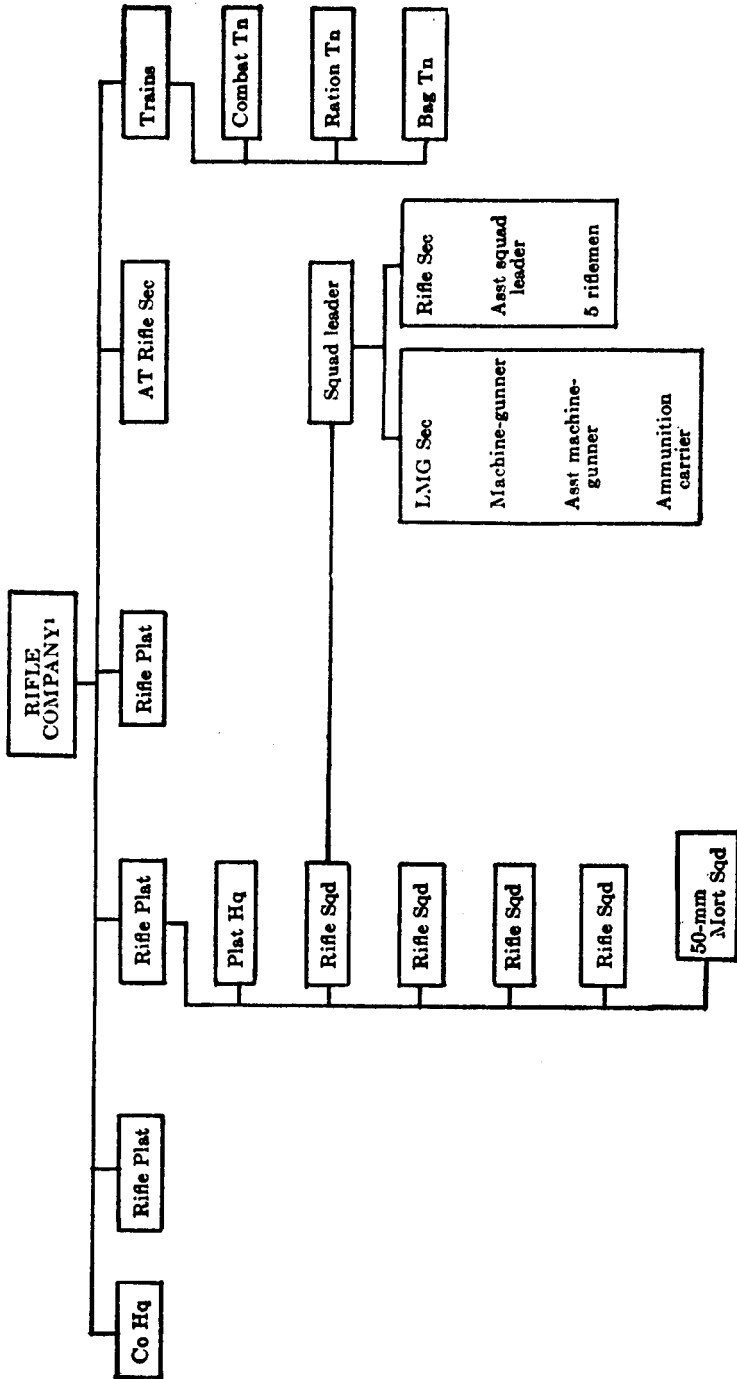 RIFLE
COMPANY¹
Co Hq
Rifle Plat
Rifle Plat
Rifle Plat
AT Rifle Sec
Trains
Plat Hq
Rifle Sqd
Rifle Sqd
Rifle Sqd
Rifle Sqd
50-mm
Mort Sqd
Squad leader
LMG Sec
Machine-gunner
Asst machine-
gunner
Ammunition
carrier
Rifle Sec
Asst squad
leader
5 riflemen
Combat Tn
Ration Tn
Bag Tn